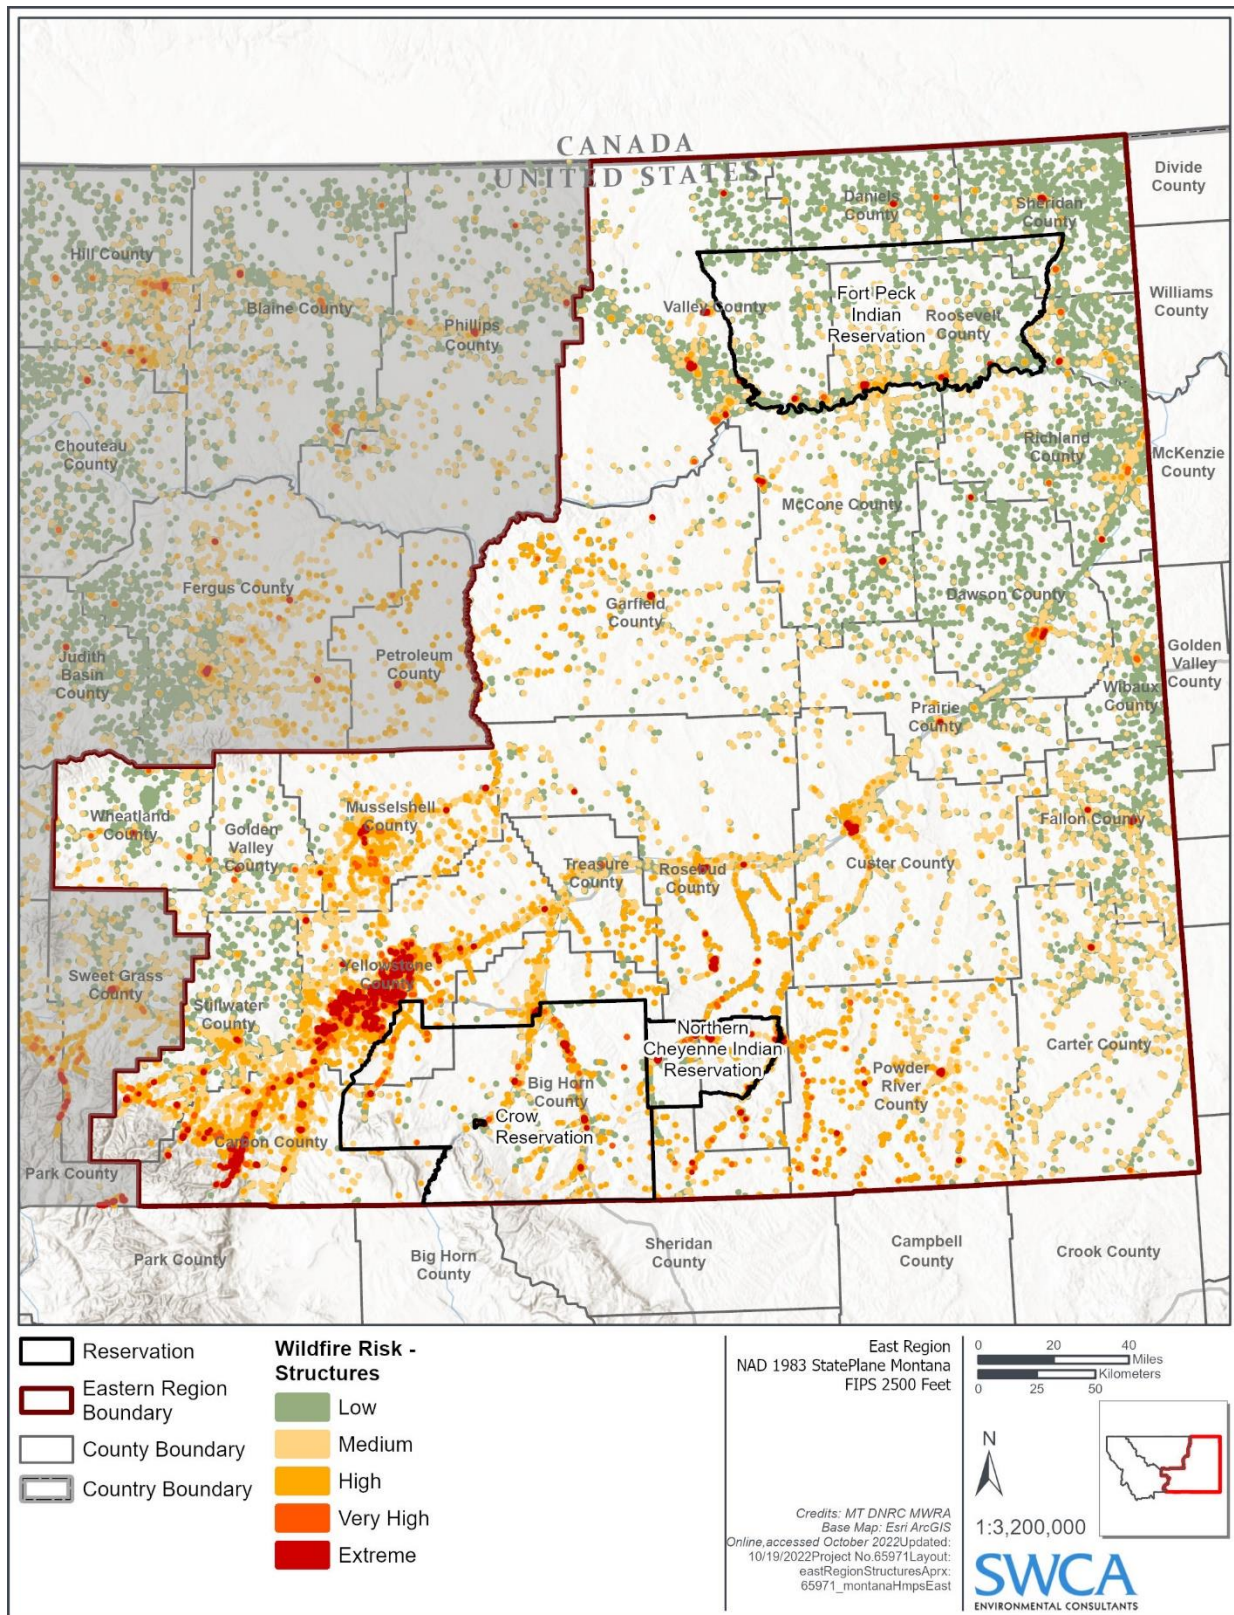 CANADA
UNITED STATES
Divide
County
Daniels
County
Sheridan
County
Hill County
Blaine County
Phillips
County
Valley County
Fort Peck
Indian
Reservation
Roosevelt
County
Williams
County
Chouteau
County
Richland
County
McKenzie
County
McCone County
Fergus County
Garfield
County
Dawson County
Judith
Basin
County
Petroleum
County
Golden
Valley
County
Wibaux
County
Prairie
County
Wheatland
County
Golden
Valley
County
Musselshell
County
Fallon County
Treasure
County
Rosebud
County
Custer County
Sweet Grass
County
Yellowstone
County
Stillwater
County
Northern
Cheyenne Indian
Reservation
Carter County
Powder
River
County
Big Horn
County
Crow
Reservation
Carbon County
Park County
Park County
Big Horn
County
Sheridan
County
Campbell
County
Crook County
Reservation
Eastern Region
Boundary
County Boundary
Country Boundary
Wildfire Risk -
Structures
Low
Medium
High
Very High
Extreme
East Region
NAD 1983 StatePlane Montana
FIPS 2500 Feet
Credits: MT DNRC MWRA
Base Map: Esri ArcGIS
Online,accessed October 2022Updated:
10/19/2022Project No.65971Layout:
eastRegionStructuresAprx:
65971_montanaHmpsEast
0 20 40
Miles
Kilometers
0 25 50
N
1:3,200,000
SWCA
ENVIRONMENTAL CONSULTANTS